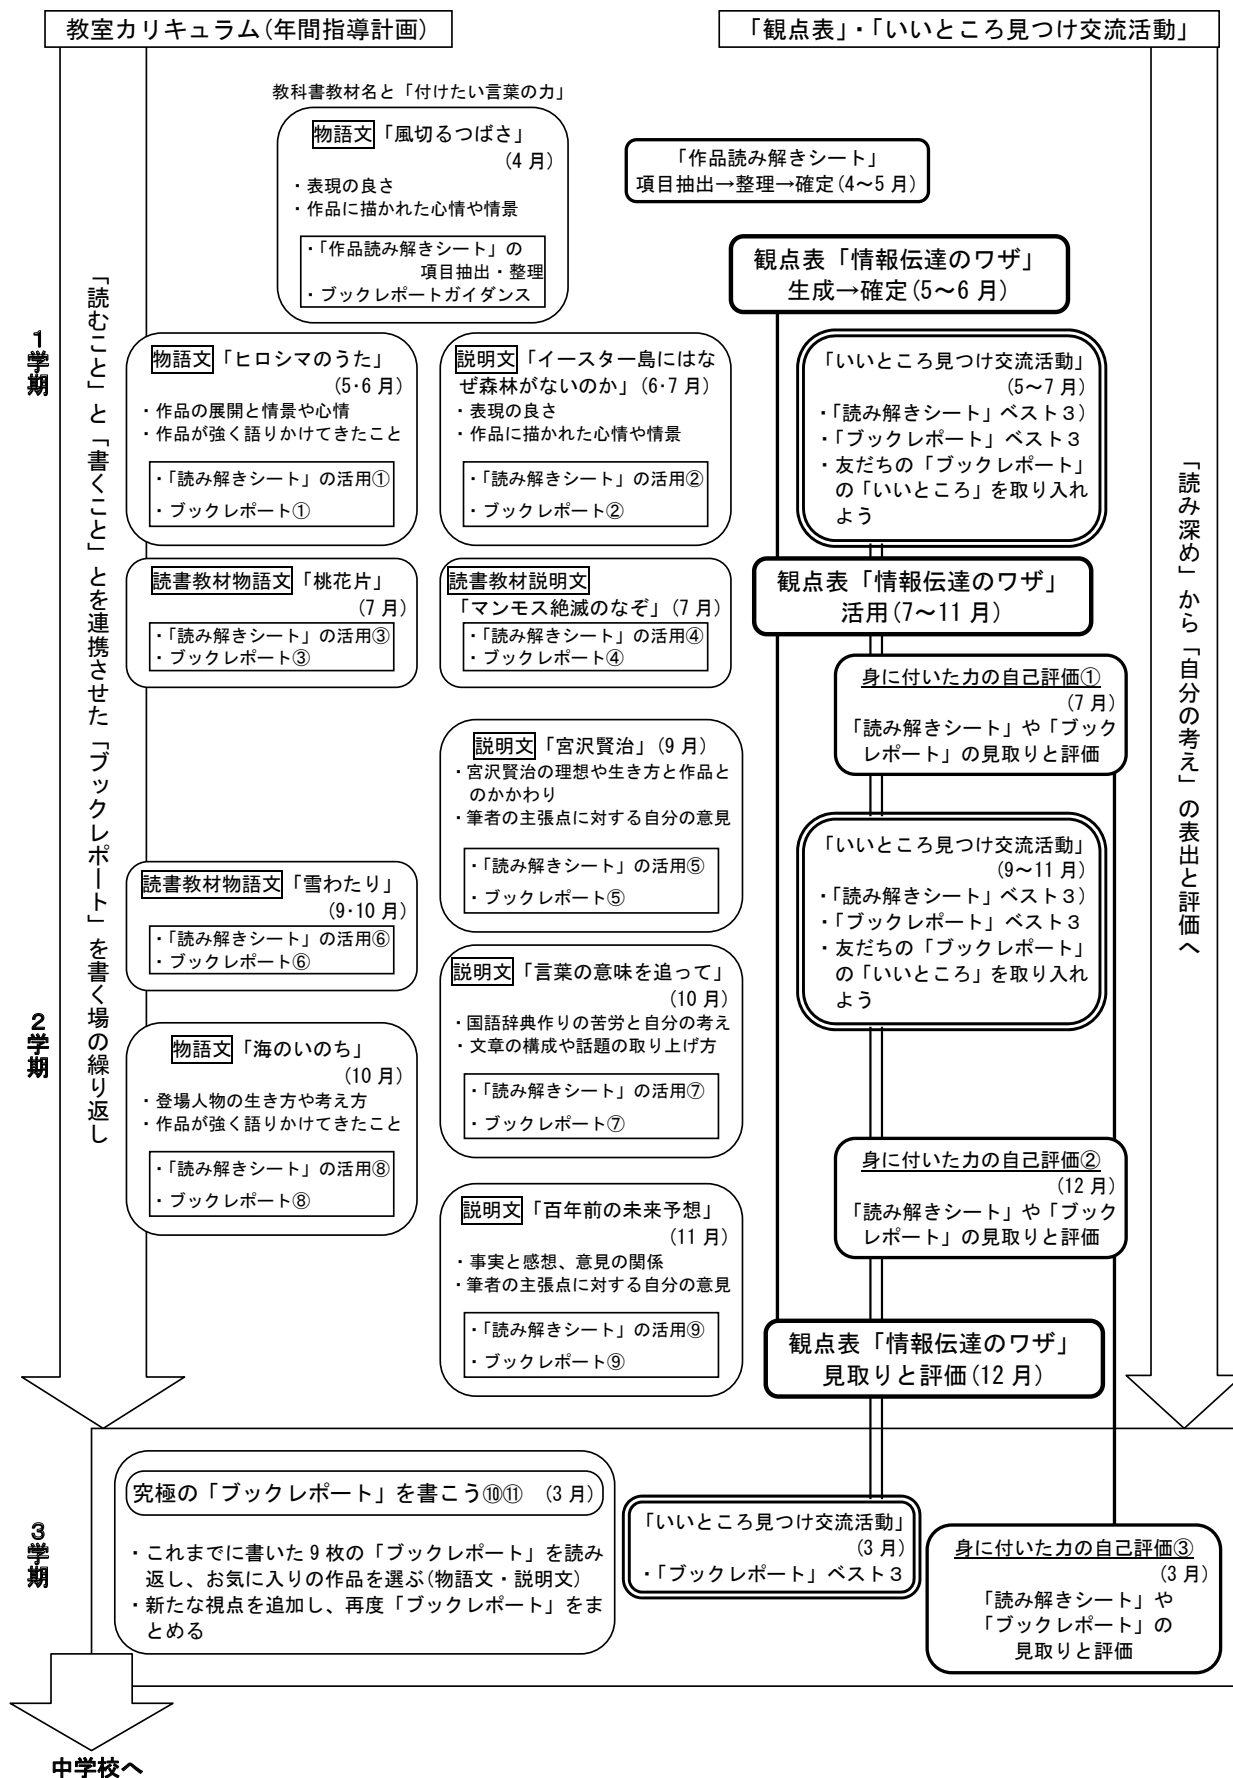 教室カリキュラム(年間指導計画)
「観点表」・「いいところ見つけ交流活動」
教科書教材名と「付けたい言葉の力」
物語文「風切るつばさ」
(4月)
・表現の良さ
・作品に描かれた心情や情景
・「作品読み解きシート」の
項目抽出・整理
・ブックレポートガイダンス
「作品読み解きシート」
項目抽出→整理→確定(4～5月)
観点表「情報伝達のワザ」
生成→確定(5～6月)
1学期
「読むこと」と「書くこと」とを連携させた「ブックレポート」を書く場の繰り返し
物語文「ヒロシマのうた」
(5・6月)
・作品の展開と情景や心情
・作品が強く語りかけてきたこと
・「読み解きシート」の活用①
・ブックレポート①
説明文「イースター島にはな
ぜ森林がないのか」(6・7月)
・表現の良さ
・作品に描かれた心情や情景
・「読み解きシート」の活用②
・ブックレポート②
「いいところ見つけ交流活動」
(5～7月)
・「読み解きシート」ベスト3)
・「ブックレポート」ベスト3
・友だちの「ブックレポート」
の「いいところ」を取り入れ
よう
「読み深め」から「自分の考え」の表出と評価へ
読書教材物語文「桃花片」
(7月)
・「読み解きシート」の活用③
・ブックレポート③
読書教材説明文
「マンモス絶滅のなぞ」(7月)
・「読み解きシート」の活用④
・ブックレポート④
観点表「情報伝達のワザ」
活用(7～11月)
身に付いた力の自己評価①
(7月)
「読み解きシート」や「ブック
レポート」の見取りと評価
説明文「宮沢賢治」(9月)
・宮沢賢治の理想や生き方と作品と
のかかわり
・筆者の主張点に対する自分の意見
・「読み解きシート」の活用⑤
・ブックレポート⑤
「いいところ見つけ交流活動」
(9～11月)
・「読み解きシート」ベスト3)
・「ブックレポート」ベスト3
・友だちの「ブックレポート」
の「いいところ」を取り入れ
よう
読書教材物語文「雪わたり」
(9・10月)
・「読み解きシート」の活用⑥
・ブックレポート⑥
2学期
説明文「言葉の意味を追って」
(10月)
・国語辞典作りの苦労と自分の考え
・文章の構成や話題の取り上げ方
・「読み解きシート」の活用⑦
・ブックレポート⑦
物語文「海のいのち」
(10月)
・登場人物の生き方や考え方
・作品が強く語りかけてきたこと
・「読み解きシート」の活用⑧
・ブックレポート⑧
身に付いた力の自己評価②
(12月)
「読み解きシート」や「ブック
レポート」の見取りと評価
説明文「百年前の未来予想」
(11月)
・事実と感想、意見の関係
・筆者の主張点に対する自分の意見
・「読み解きシート」の活用⑨
・ブックレポート⑨
観点表「情報伝達のワザ」
見取りと評価(12月)
3学期
究極の「ブックレポート」を書こう⑩⑪ (3月)
・これまでに書いた9枚の「ブックレポート」を読み
返し、お気に入りの作品を選ぶ(物語文・説明文)
・新たな視点を追加し、再度「ブックレポート」をま
とめる
「いいところ見つけ交流活動」
(3月)
・「ブックレポート」ベスト3
身に付いた力の自己評価③
(3月)
「読み解きシート」や
「ブックレポート」の
見取りと評価
中学校へ